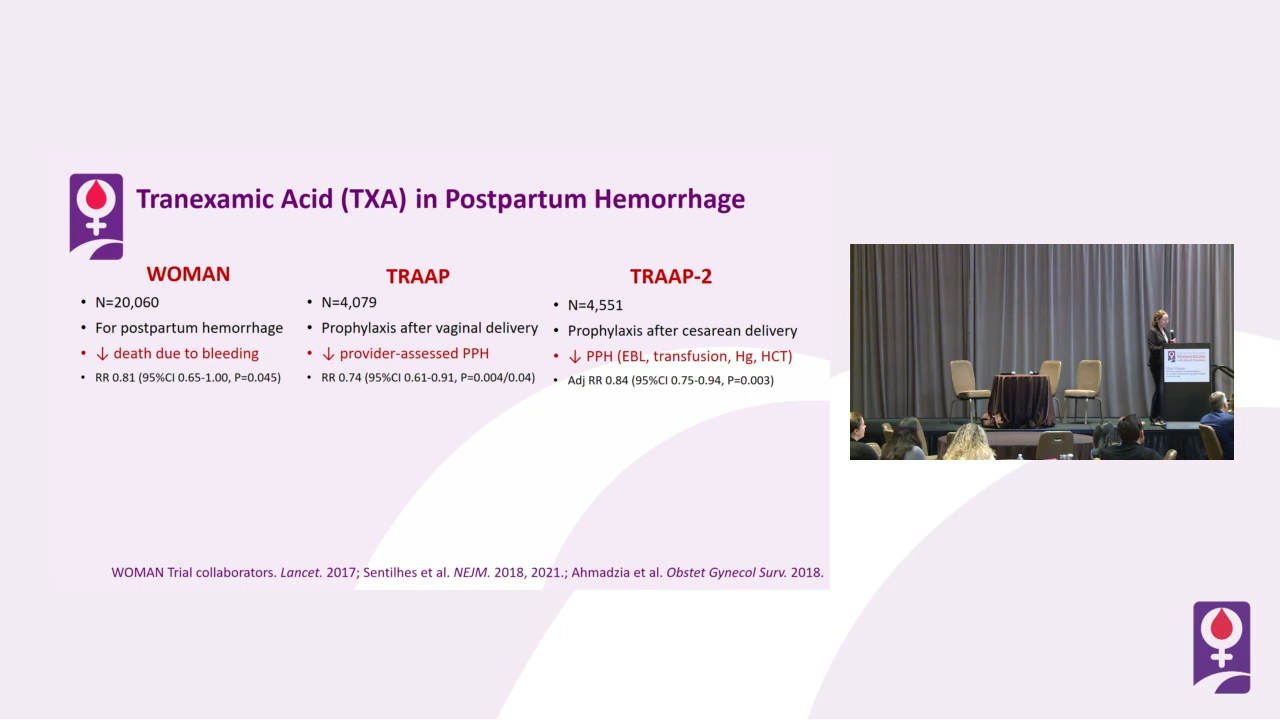 Tranexamic Acid (TXA) in Postpartum Hemorrhage
WOMAN
• N=20,060
• For postpartum hemorrhage
• ↓ death due to bleeding
• RR 0.81 (95%CI 0.65-1.00, P=0.045)
TRAAP
• N=4,079
• Prophylaxis after vaginal delivery
• ↓ provider-assessed PPH
• RR 0.74 (95%CI 0.61-0.91, P=0.004/0.04)
TRAAP-2
• N=4,551
• Prophylaxis after cesarean delivery
• ↓ PPH (EBL, transfusion, Hg, HCT)
• Adj RR 0.84 (95%CI 0.75-0.94, P=0.003)
WOMAN Trial collaborators. Lancet. 2017; Sentilhes et al. NEJM. 2018, 2021.; Ahmadzia et al. Obstet Gynecol Surv. 2018.